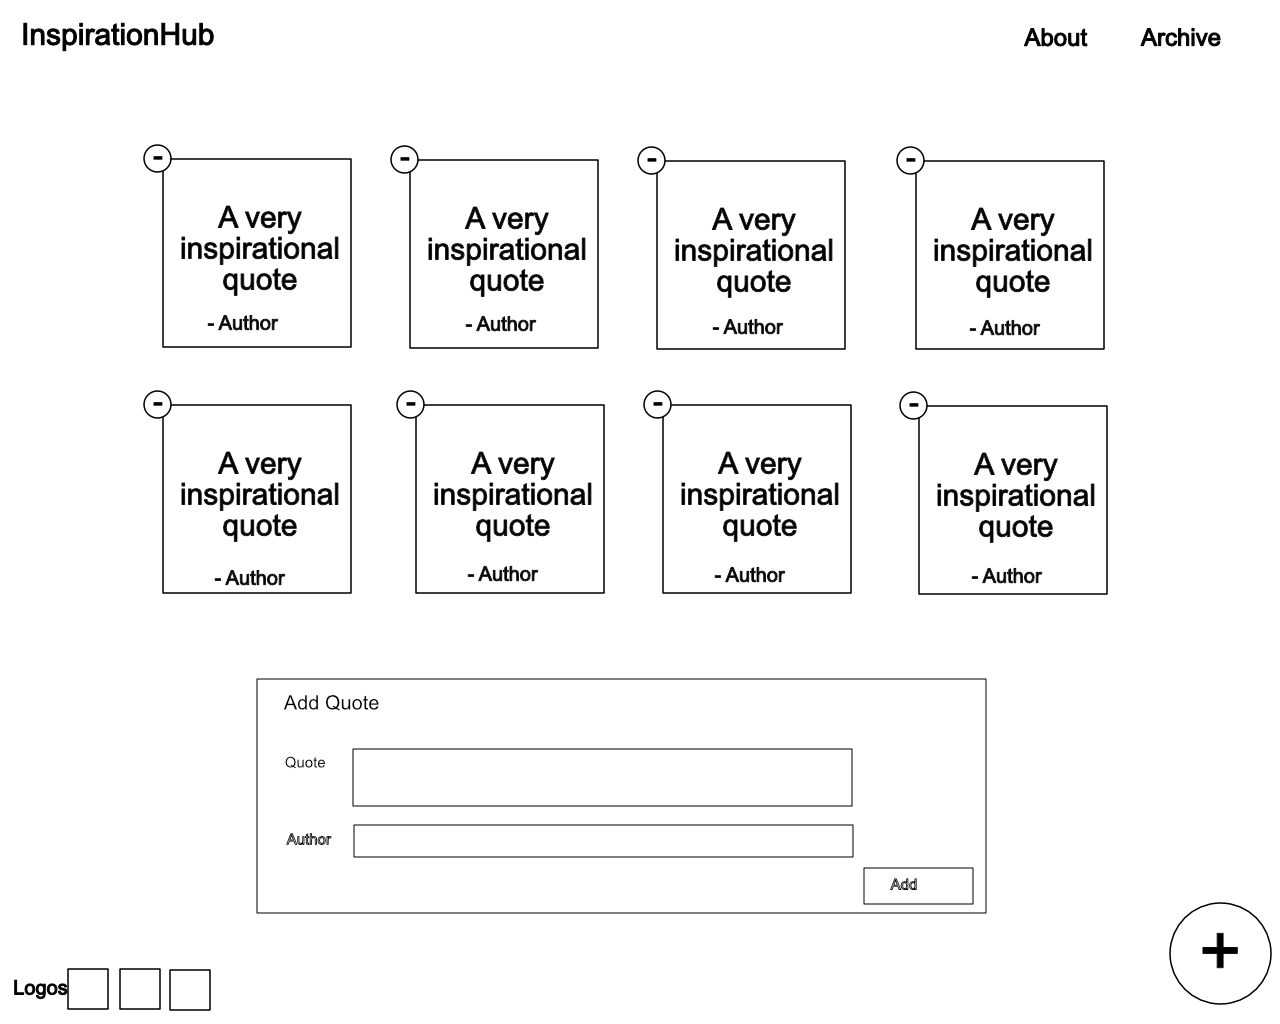 InspirationHub
About
Archive
-
-
-
-
A very
inspirational
quote
- Author
A very
inspirational
quote
- Author
A very
inspirational
quote
- Author
A very
inspirational
quote
- Author
-
-
-
-
A very
inspirational
quote
- Author
A very
inspirational
quote
- Author
A very
inspirational
quote
- Author
A very
inspirational
quote
- Author
Add Quote
Quote
Author
Add
+
Logos